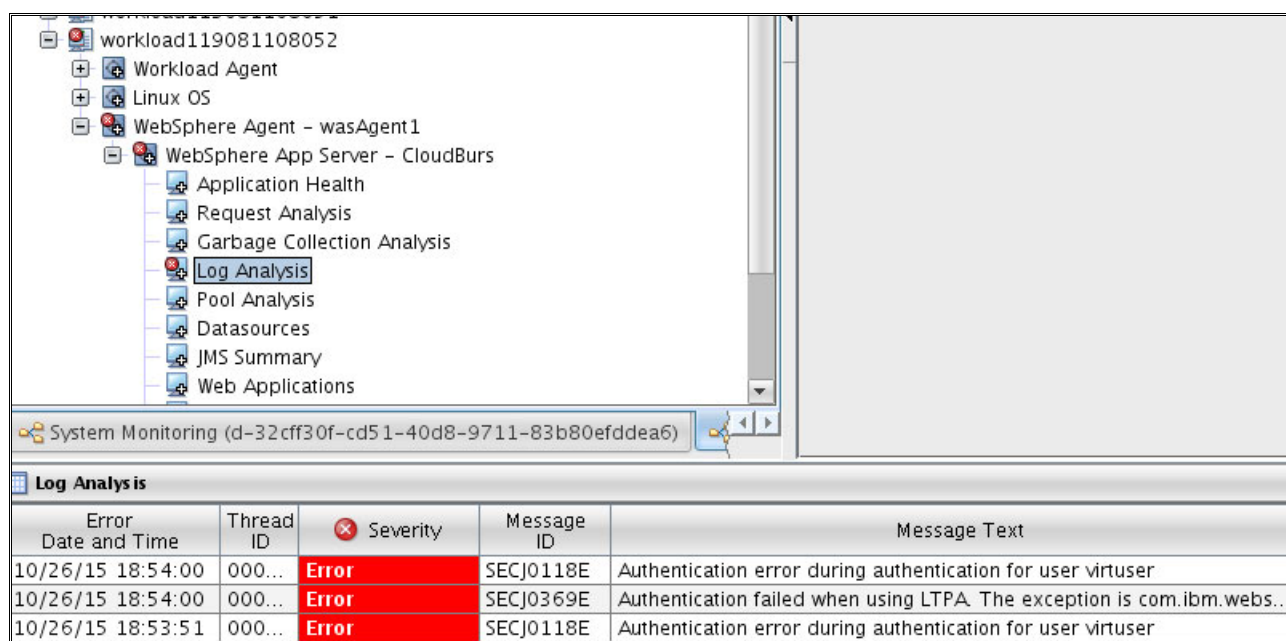 workload119081108052
Workload Agent
Linux OS
WebSphere Agent – wasAgent1
WebSphere App Server – CloudBurs
Application Health
Request Analysis
Garbage Collection Analysis
Log Analysis
Pool Analysis
Datasources
JMS Summary
Web Applications
System Monitoring (d-32cff30f-cd51-40d8-9711-83b80efddea6)
Log Analysis
Error Date and Time Thread ID Severity Message ID Message Text
10/26/15 18:54:00 000... Error SECJ0118E Authentication error during authentication for user virtuser
10/26/15 18:54:00 000... Error SECJ0369E Authentication failed when using LTPA. The exception is com.ibm.webs...
10/26/15 18:53:51 000... Error SECJ0118E Authentication error during authentication for user virtuser